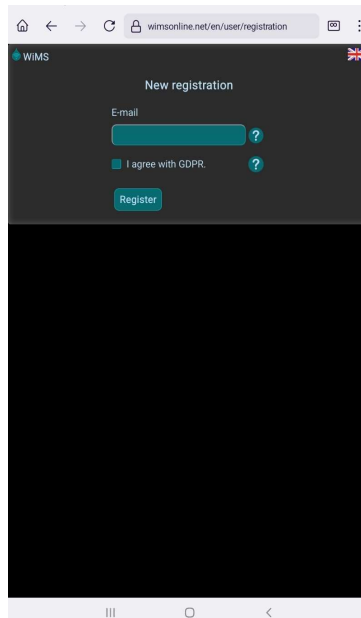 wimsonline.net/en/user/registration
WiMS
New registration
E-mail
?
I agree with GDPR.
?
Register